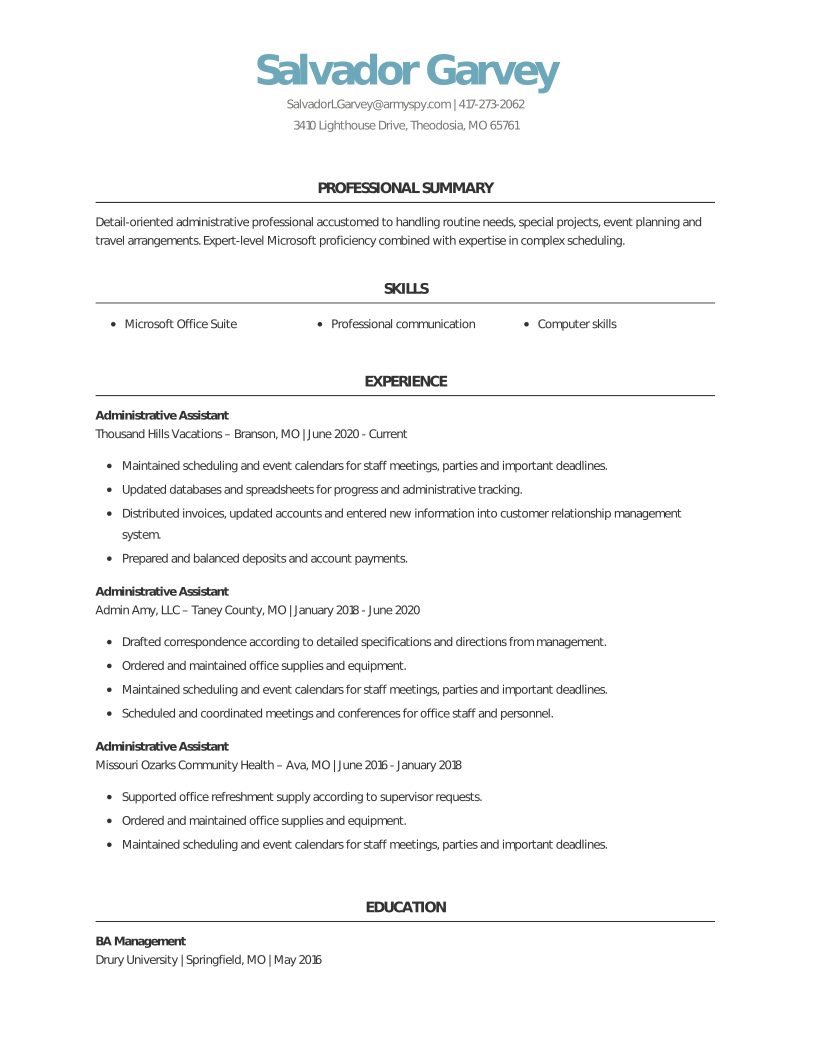 Salvador Garvey
SalvadorLGarvey@armyspy.com | 417-273-2062
3410 Lighthouse Drive, Theodosia, MO 65761
PROFESSIONAL SUMMARY
Detail-oriented administrative professional accustomed to handling routine needs, special projects, event planning and
travel arrangements. Expert-level Microsoft proficiency combined with expertise in complex scheduling.
SKILLS
• Microsoft Office Suite • Professional communication • Computer skills
EXPERIENCE
Administrative Assistant
Thousand Hills Vacations – Branson, MO | June 2020 - Current
• Maintained scheduling and event calendars for staff meetings, parties and important deadlines.
• Updated databases and spreadsheets for progress and administrative tracking.
• Distributed invoices, updated accounts and entered new information into customer relationship management
system.
• Prepared and balanced deposits and account payments.
Administrative Assistant
Admin Amy, LLC – Taney County, MO | January 2018 - June 2020
• Drafted correspondence according to detailed specifications and directions from management.
• Ordered and maintained office supplies and equipment.
• Maintained scheduling and event calendars for staff meetings, parties and important deadlines.
• Scheduled and coordinated meetings and conferences for office staff and personnel.
Administrative Assistant
Missouri Ozarks Community Health – Ava, MO | June 2016 - January 2018
• Supported office refreshment supply according to supervisor requests.
• Ordered and maintained office supplies and equipment.
• Maintained scheduling and event calendars for staff meetings, parties and important deadlines.
EDUCATION
BA Management
Drury University | Springfield, MO | May 2016